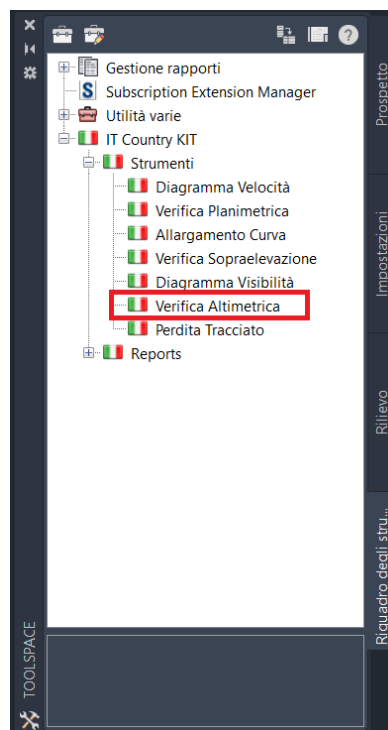 Gestione rapporti
S Subscription Extension Manager
Utilità varie
IT Country KIT
Strumenti
Diagramma Velocità
Verifica Planimetrica
Allargamento Curva
Verifica Sopraelevazione
Diagramma Visibilità
Verifica Altimetrica
Perdita Tracciato
Reports
Prospetto
Impostazioni
Rilievo
Riquadro degli stru...
TOOLSPACE